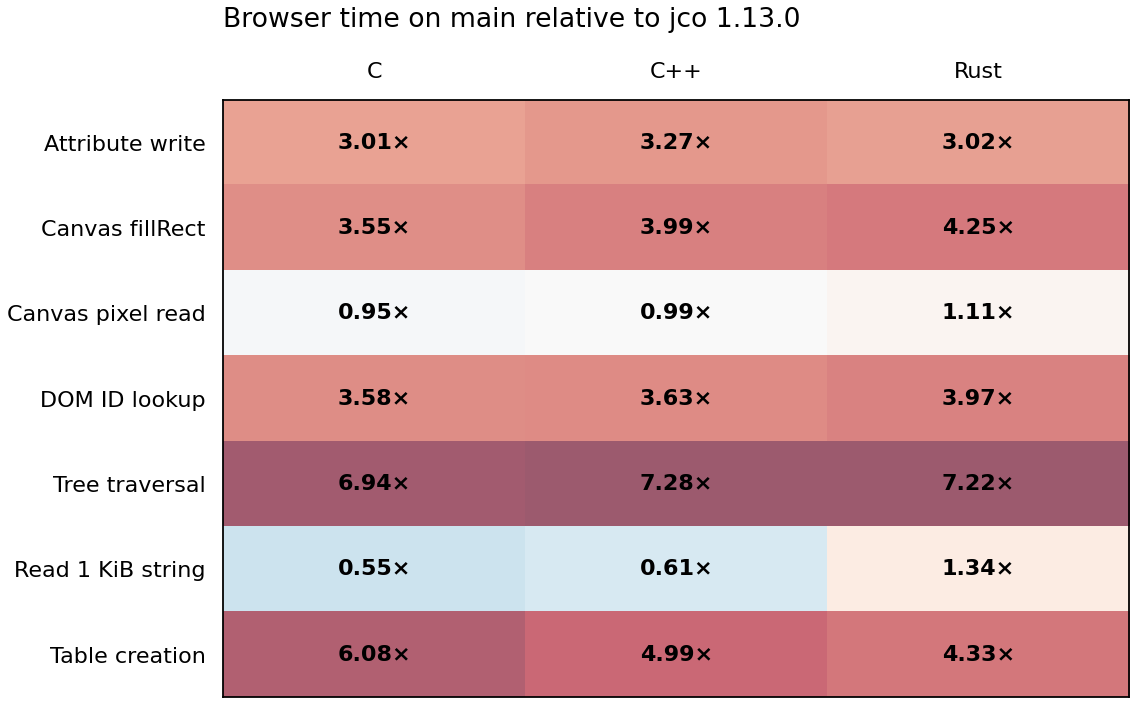 Browser time on main relative to jco 1.13.0
C C++ Rust
Attribute write 3.01× 3.27× 3.02×
Canvas fillRect 3.55× 3.99× 4.25×
Canvas pixel read 0.95× 0.99× 1.11×
DOM ID lookup 3.58× 3.63× 3.97×
Tree traversal 6.94× 7.28× 7.22×
Read 1 KiB string 0.55× 0.61× 1.34×
Table creation 6.08× 4.99× 4.33×